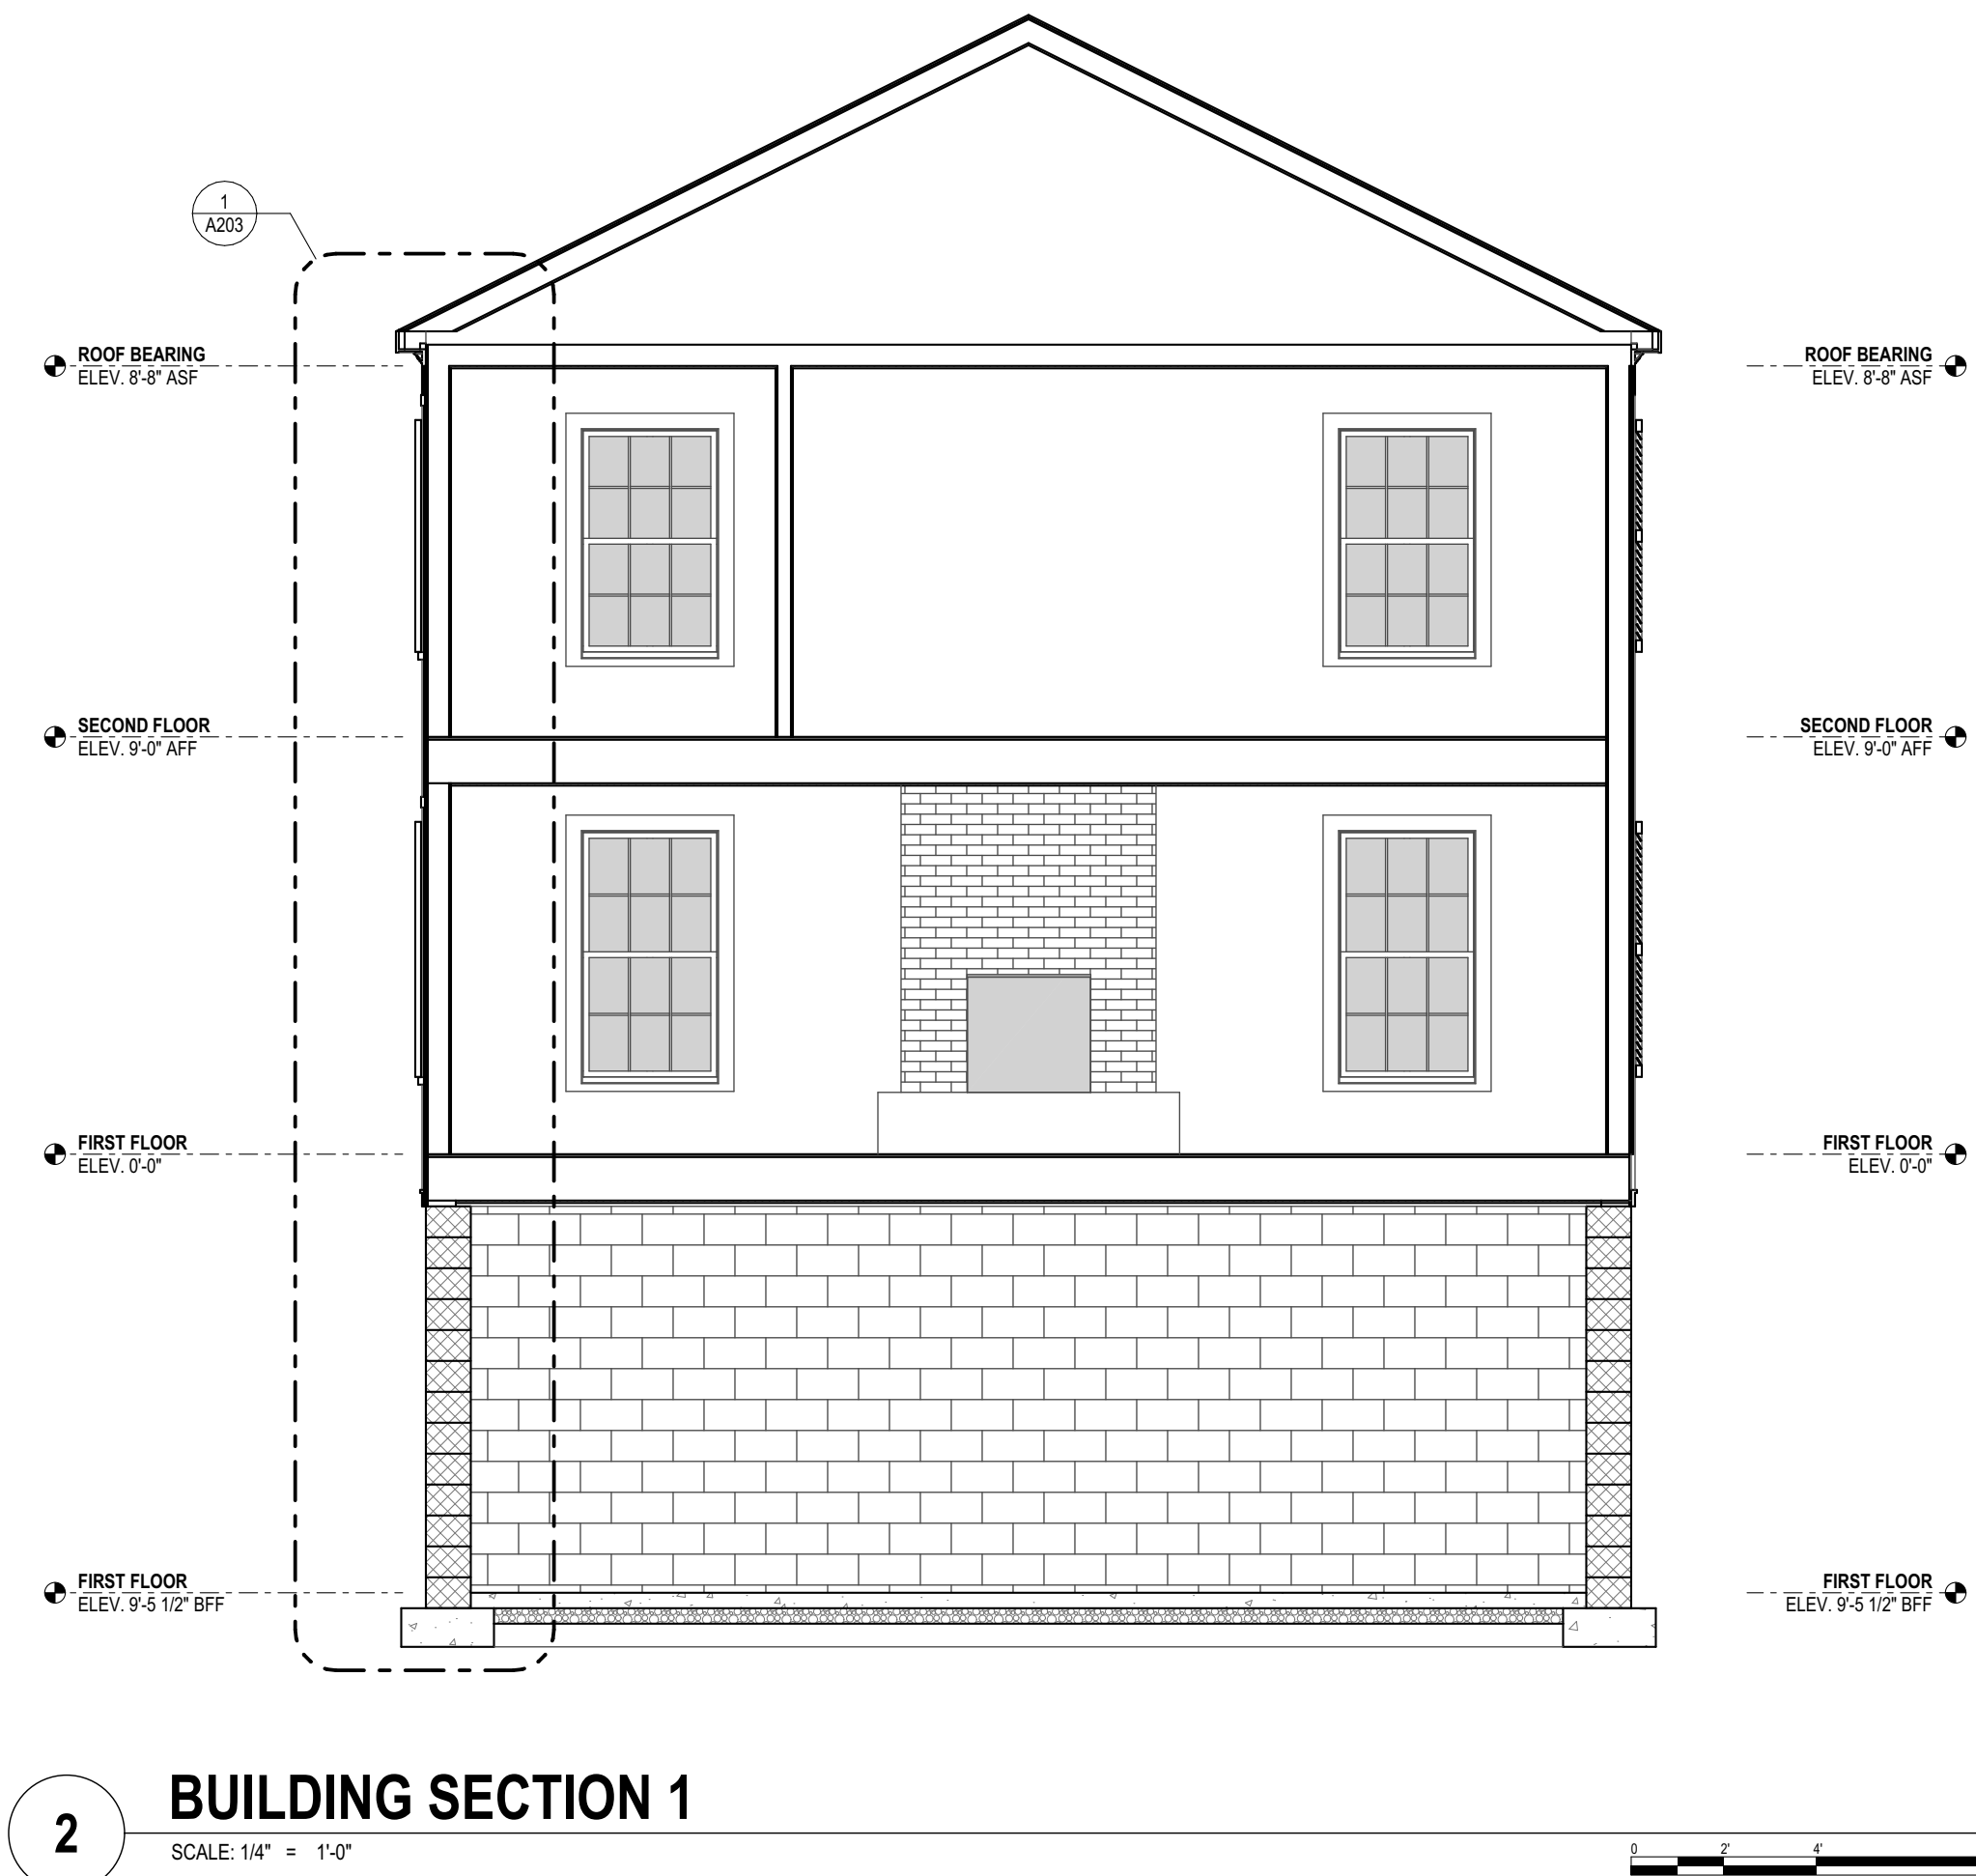 1
A203
ROOF BEARING
ELEV. 8'-8" ASF
ROOF BEARING
ELEV. 8'-8" ASF
SECOND FLOOR
ELEV. 9'-0" AFF
SECOND FLOOR
ELEV. 9'-0" AFF
FIRST FLOOR
ELEV. 0'-0"
FIRST FLOOR
ELEV. 0'-0"
FIRST FLOOR
ELEV. 9'-5 1/2" BFF
FIRST FLOOR
ELEV. 9'-5 1/2" BFF
2
BUILDING SECTION 1
SCALE: 1/4" = 1'-0"
0 2' 4'